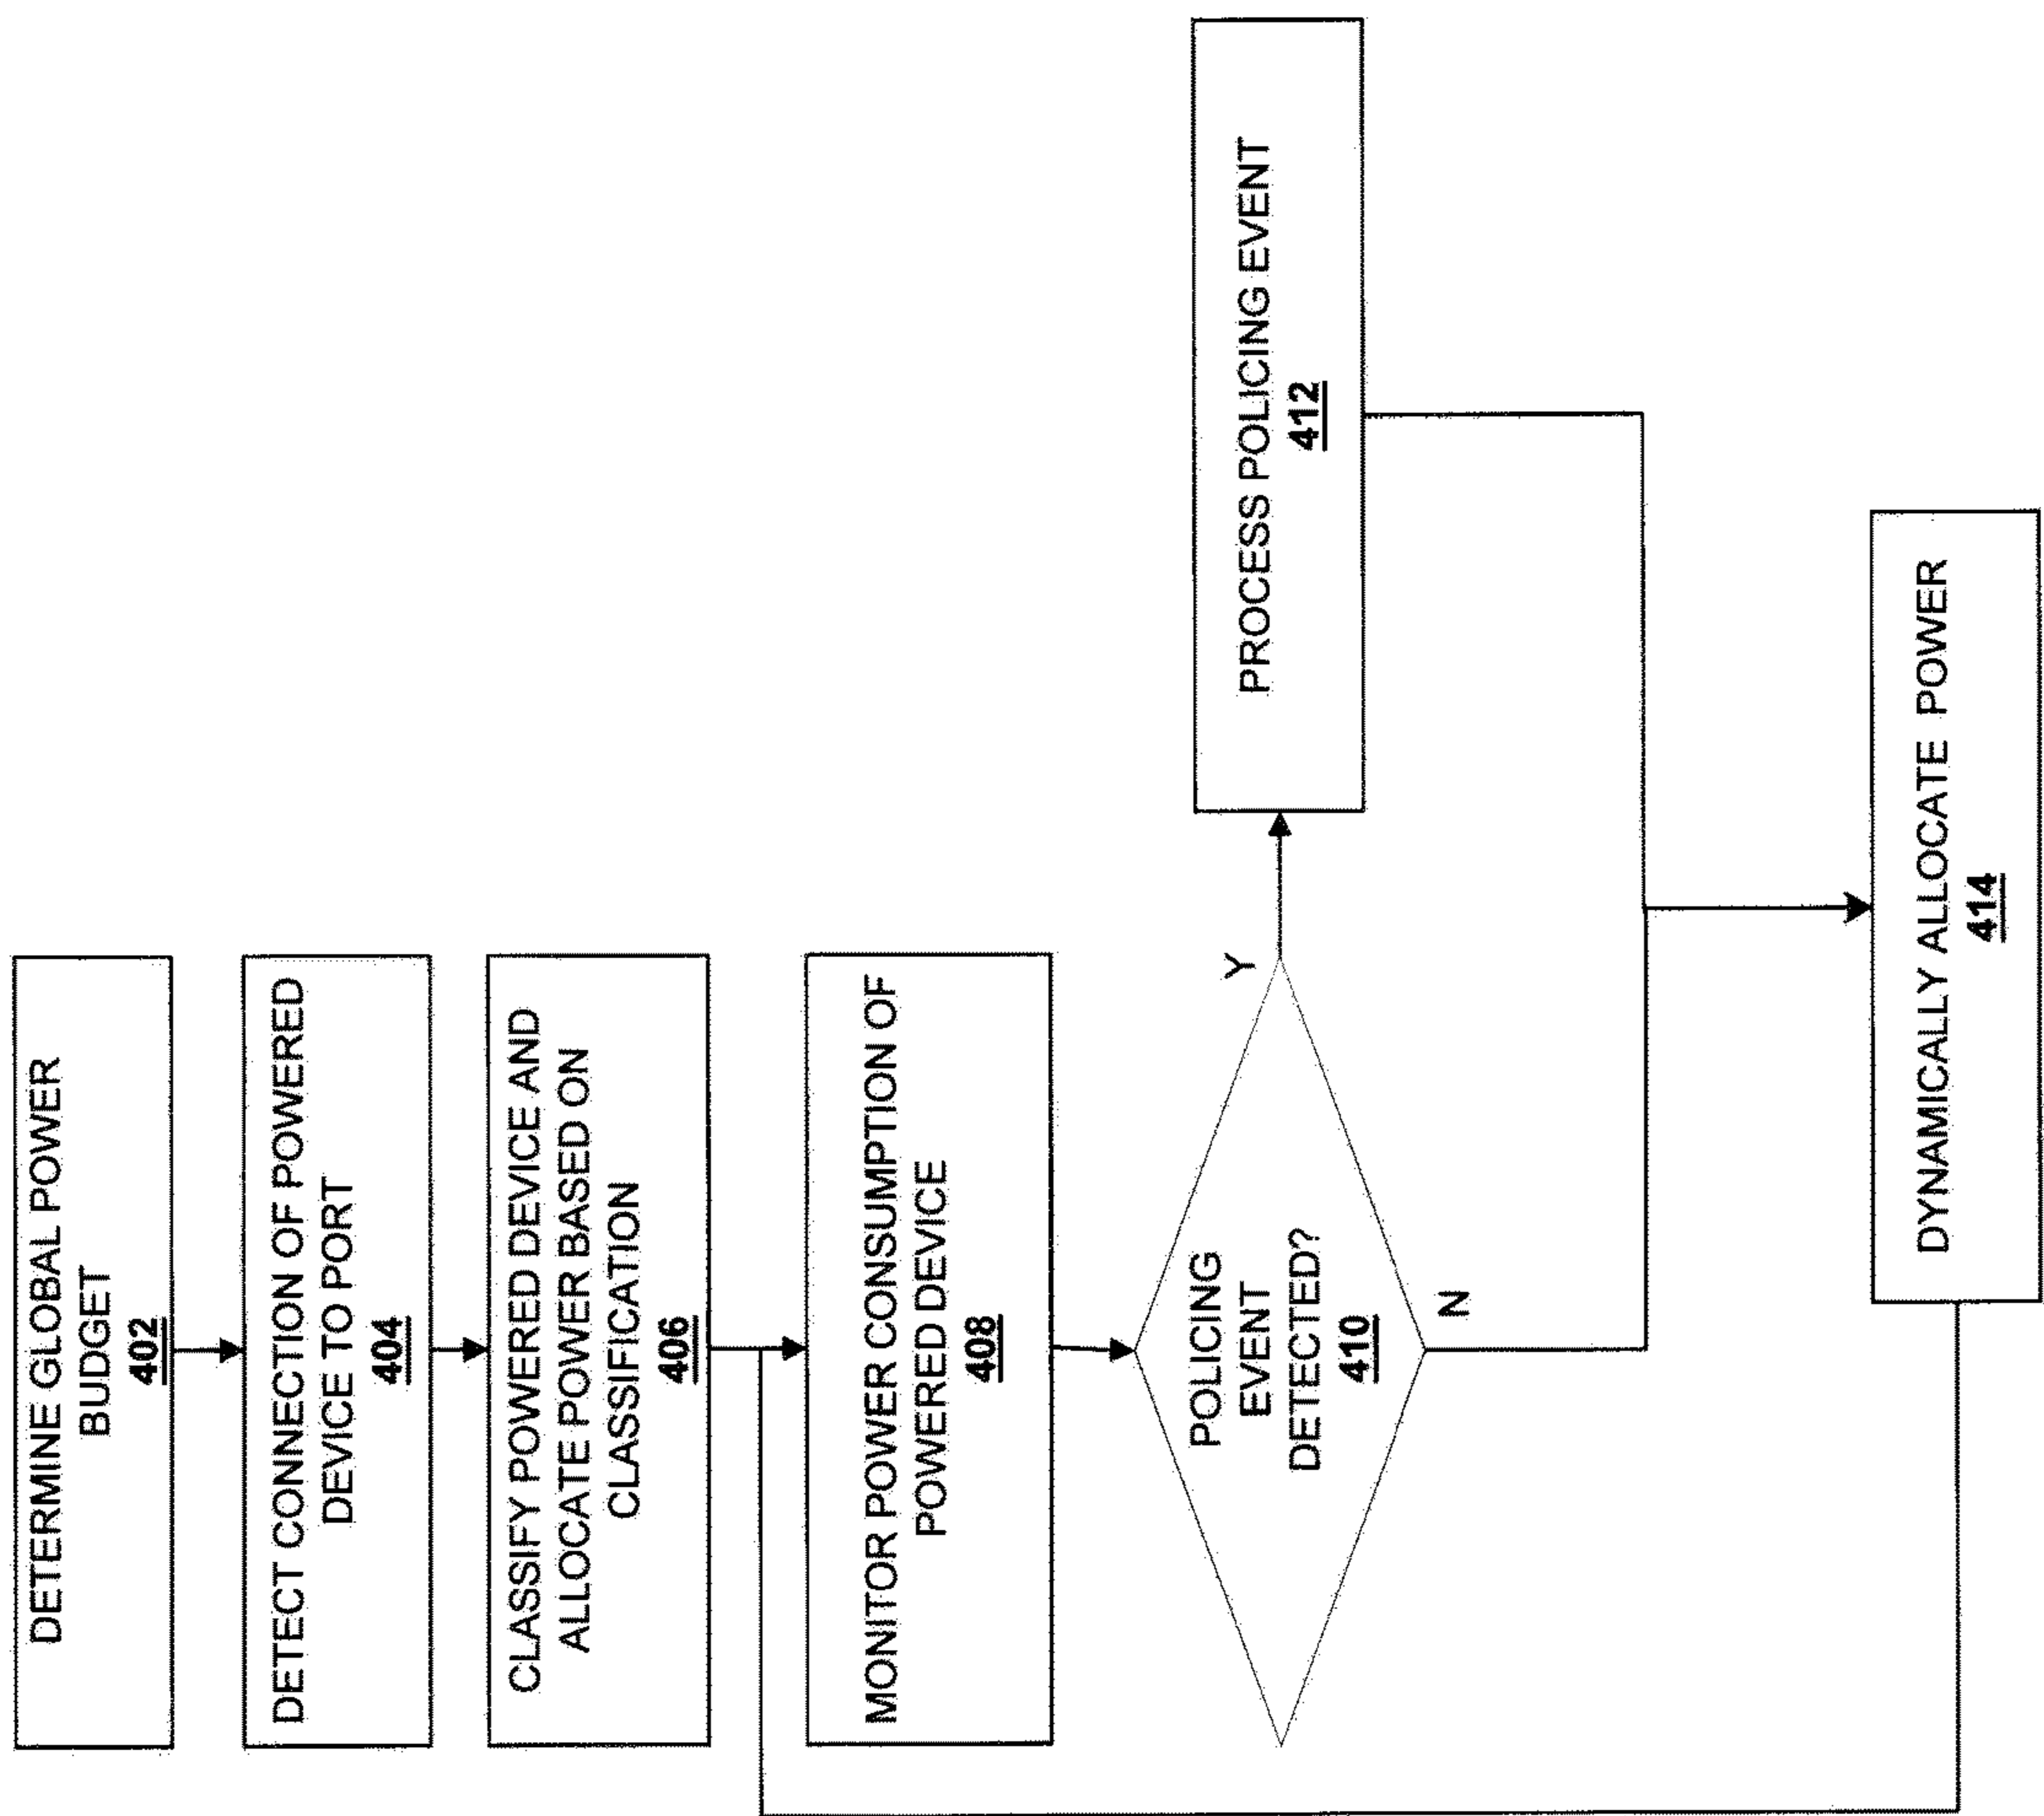 DETERMINE GLOBAL POWER
BUDGET
402
DETECT CONNECTION OF POWERED
DEVICE TO PORT
404
CLASSIFY POWERED DEVICE AND
ALLOCATE POWER BASED ON
CLASSIFICATION
406
MONITOR POWER CONSUMPTION OF
POWERED DEVICE
408
POLICING
EVENT
DETECTED?
410
Y
N
PROCESS POLICING EVENT
412
DYNAMICALLY ALLOCATE POWER
414